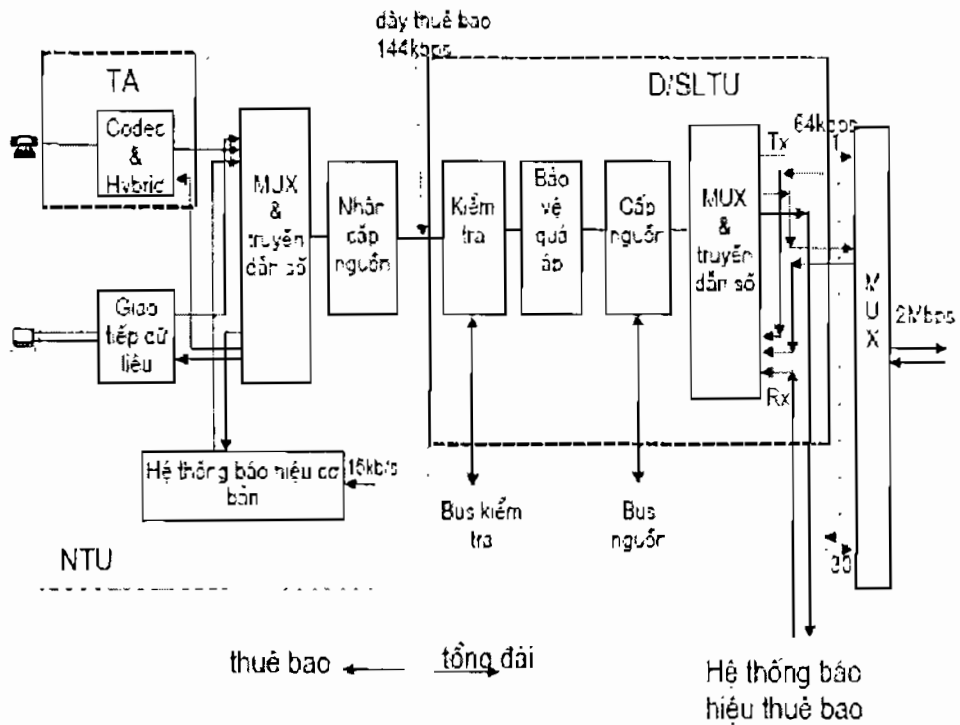 dây thuê bao
144kbps
TA
Codec
&
Hybric
MUX
&
truyền
dẫn số
Nhân
cấp
nguồn
D/SLTU
Kiểm
tra
Bảo
vệ
quá
áp
Cấp
nguồn
MUX
&
truyền
dẫn số
Tx
64kbps
1
Rx
M
U
X
2Mbps
30
Giao
tiếp dữ
liệu
Hệ thống báo hiệu cơ
bản
16kb/s
Bus kiểm
tra
Bus
nguồn
NTU
thuê bao
tổng đài
Hệ thống báo
hiệu thuê bao